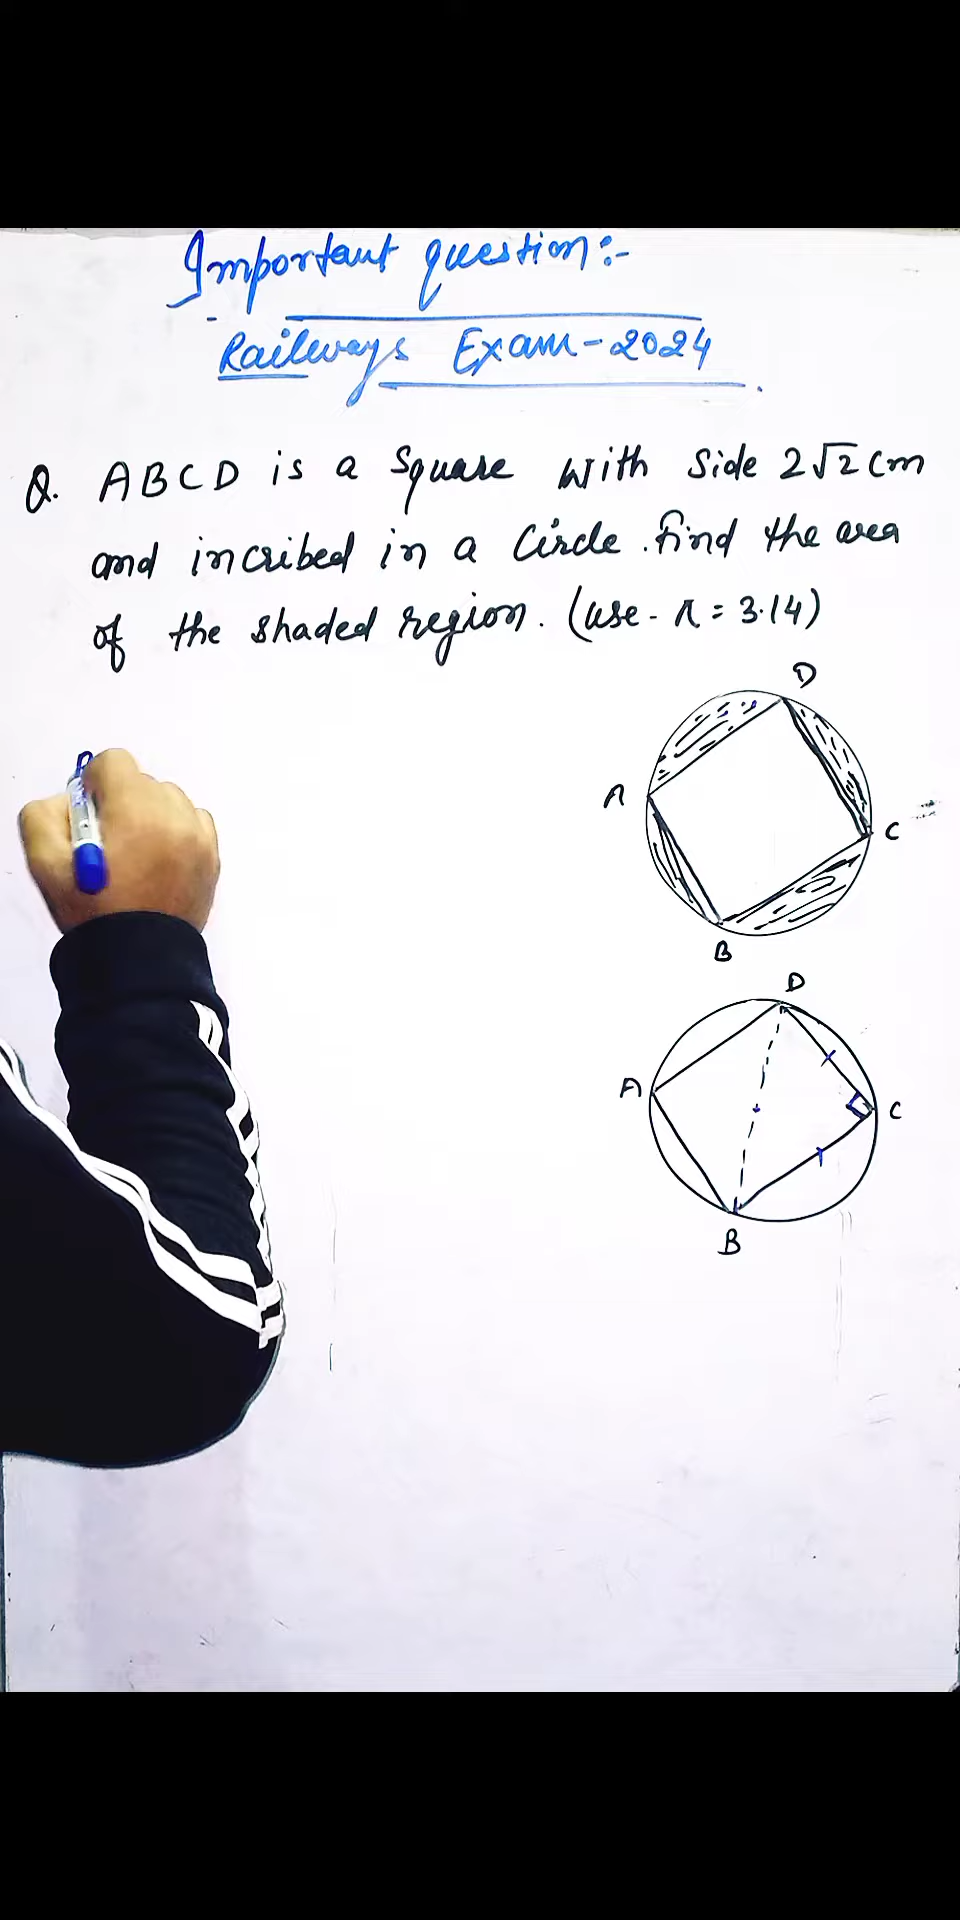 Important question:-
Railways Exam-2024
Q. ABCD is a Square with Side 2√2 cm
and incribed in a Circle. Find the area
of the shaded region. (use - π = 3.14)
D
A
C
B
D
A
C
B